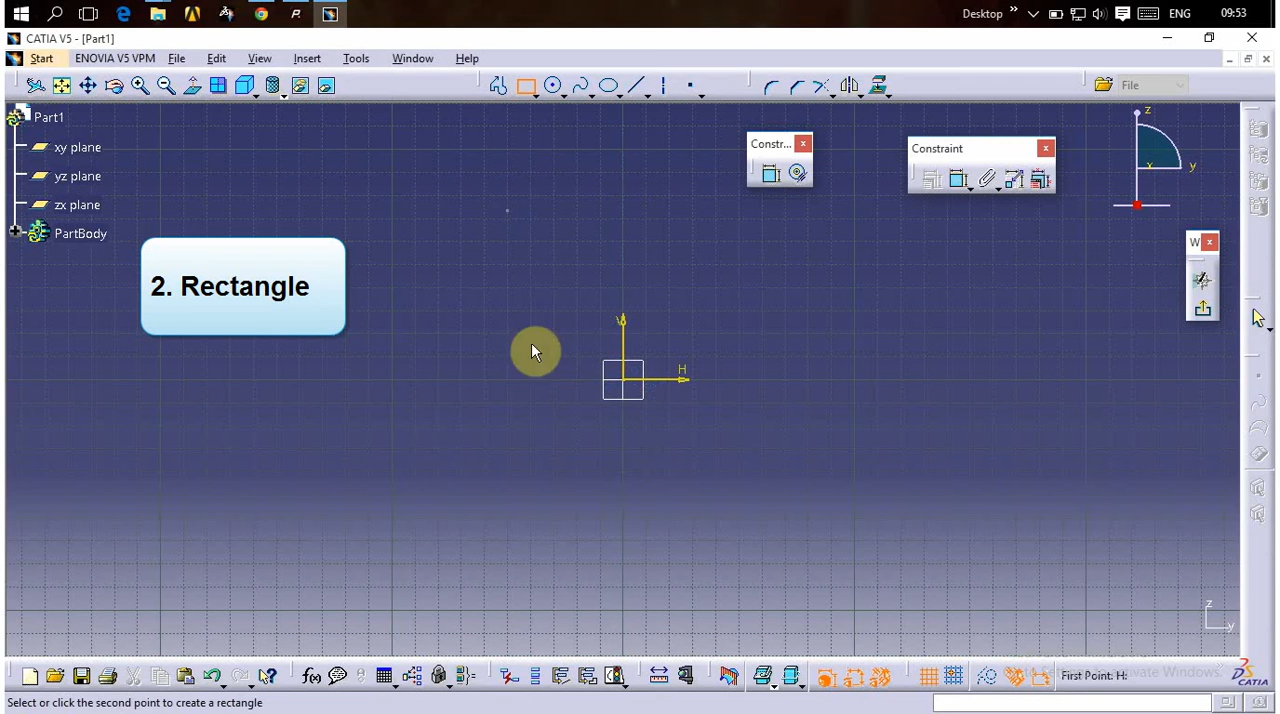 Desktop
ENG
09:53
CATIA V5 - [Part1]
Start ENOVIA V5 VPM File Edit View Insert Tools Window Help
File
Part1
xy plane
yz plane
zx plane
PartBody
2. Rectangle
Constr...
Constraint
z
x
y
W
V
H
z
y
f(x)
First Point: H:
CATIA
Select or click the second point to create a rectangle